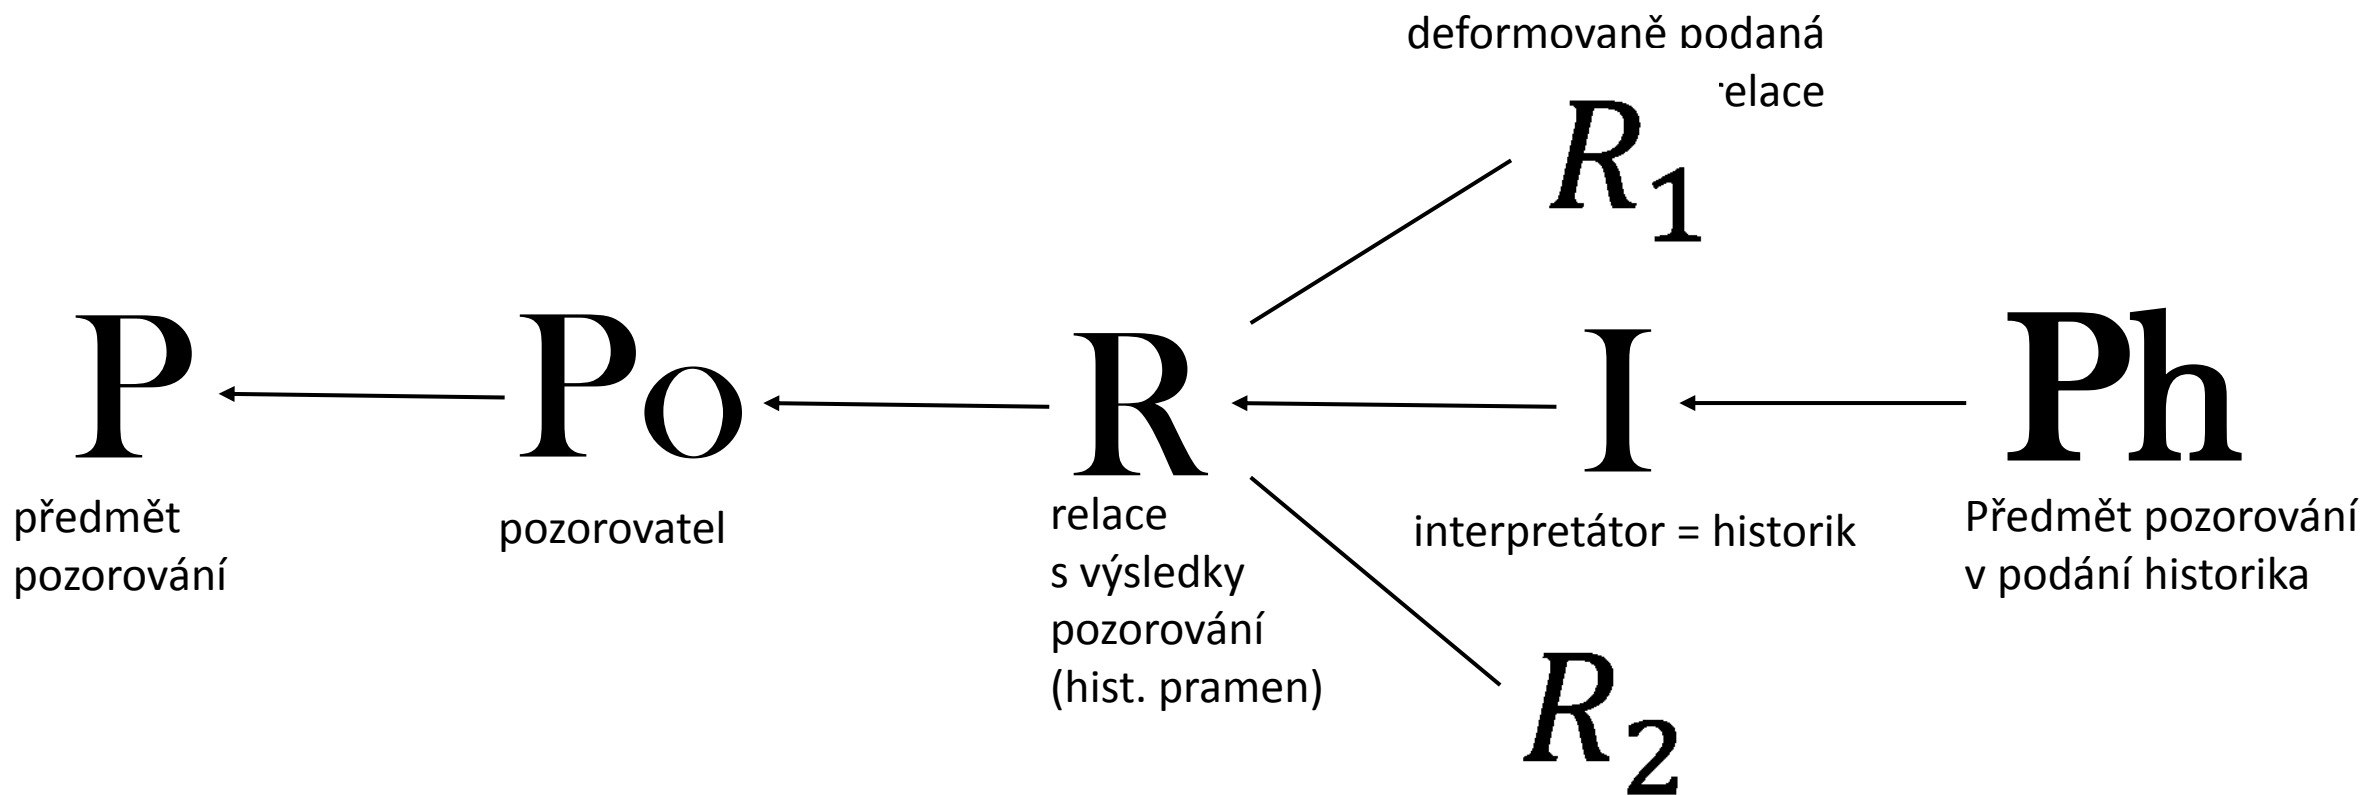 deformovaně podaná
relace
R1
P
Po
R
I
Ph
předmět
pozorování
pozorovatel
relace
s výsledky
pozorování
(hist. pramen)
interpretátor = historik
Předmět pozorování
v podání historika
R2